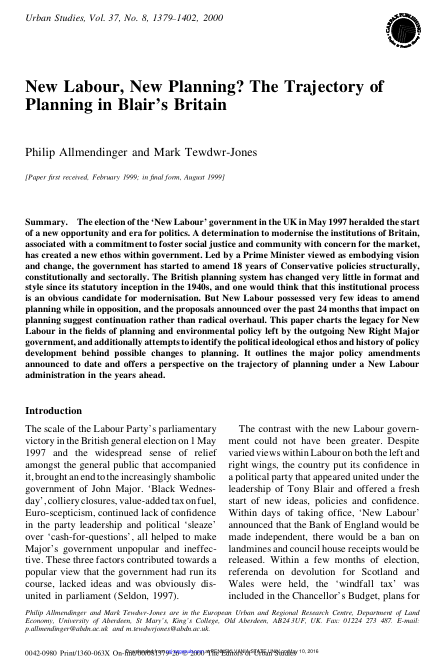 Urban Studies, Vol. 37, No. 8, 1379-1402, 2000
New Labour, New Planning? The Trajectory of
Planning in Blair's Britain
Philip Allmendinger and Mark Tewdwr-Jones
[Paper first received, February 1999; in final form, August 1999]
Summary. The election of the 'New Labour' government in the UK in May 1997 heralded the start
of a new opportunity and era for politics. A determination to modernise the institutions of Britain,
associated with a commitment to foster social justice and community with concern for the market,
has created a new ethos within government. Led by a Prime Minister viewed as embodying vision
and change, the government has started to amend 18 years of Conservative policies structurally,
constitutionally and sectorally. The British planning system has changed very little in format and
style since its statutory inception in the 1940s, and one would think that this institutional process
is an obvious candidate for modernisation. But New Labour possessed very few ideas to amend
planning while in opposition, and the proposals announced over the past 24 months that impact on
planning suggest continuation rather than radical overhaul. This paper charts the legacy for New
Labour in the fields of planning and environmental policy left by the outgoing New Right Major
government, and additionally attempts to identify the political ideological ethos and history of policy
development behind possible changes to planning. It outlines the major policy amendments
announced to date and offers a perspective on the trajectory of planning under a New Labour
administration in the years ahead.
Introduction
The scale of the Labour Party's parliamentary
victory in the British general election on 1 May
1997 and the widespread sense of relief
amongst the general public that accompanied
it, brought an end to the increasingly shambolic
government of John Major. 'Black Wednes-
day', colliery closures, value-added tax on fuel,
Euro-scepticism, continued lack of confidence
in the party leadership and political 'sleaze'
over 'cash-for-questions', all helped to make
Major's government unpopular and ineffec-
tive. These three factors contributed towards a
popular view that the government had run its
course, lacked ideas and was obviously dis-
united in parliament (Seldon, 1997).
The contrast with the new Labour govern-
ment could not have been greater. Despite
varied views within Labour on both the left and
right wings, the country put its confidence in
a political party that appeared united under the
leadership of Tony Blair and offered a fresh
start of new ideas, policies and confidence.
Within days of taking office, 'New Labour'
announced that the Bank of England would be
made independent, there would be a ban on
landmines and council house receipts would be
released. Within a few months of election,
referenda on devolution for Scotland and
Wales were held, the 'windfall tax' was
included in the Chancellor's Budget, plans for
Philip Allmendinger and Mark Tewdwr-Jones are in the European Urban and Regional Research Centre, Department of Land
Economy, University of Aberdeen, St Mary's, King's College, Old Aberdeen, AB24 3UF, UK. Fax: 01224 273 487. E-mail:
p.allmendinger@abdn.ac.uk and m.tewdwrjones@abdn.ac.uk.
0042-0980 Print/1360-063X On-line/00/081379-26 © 2000 The Editors of Urban Studies